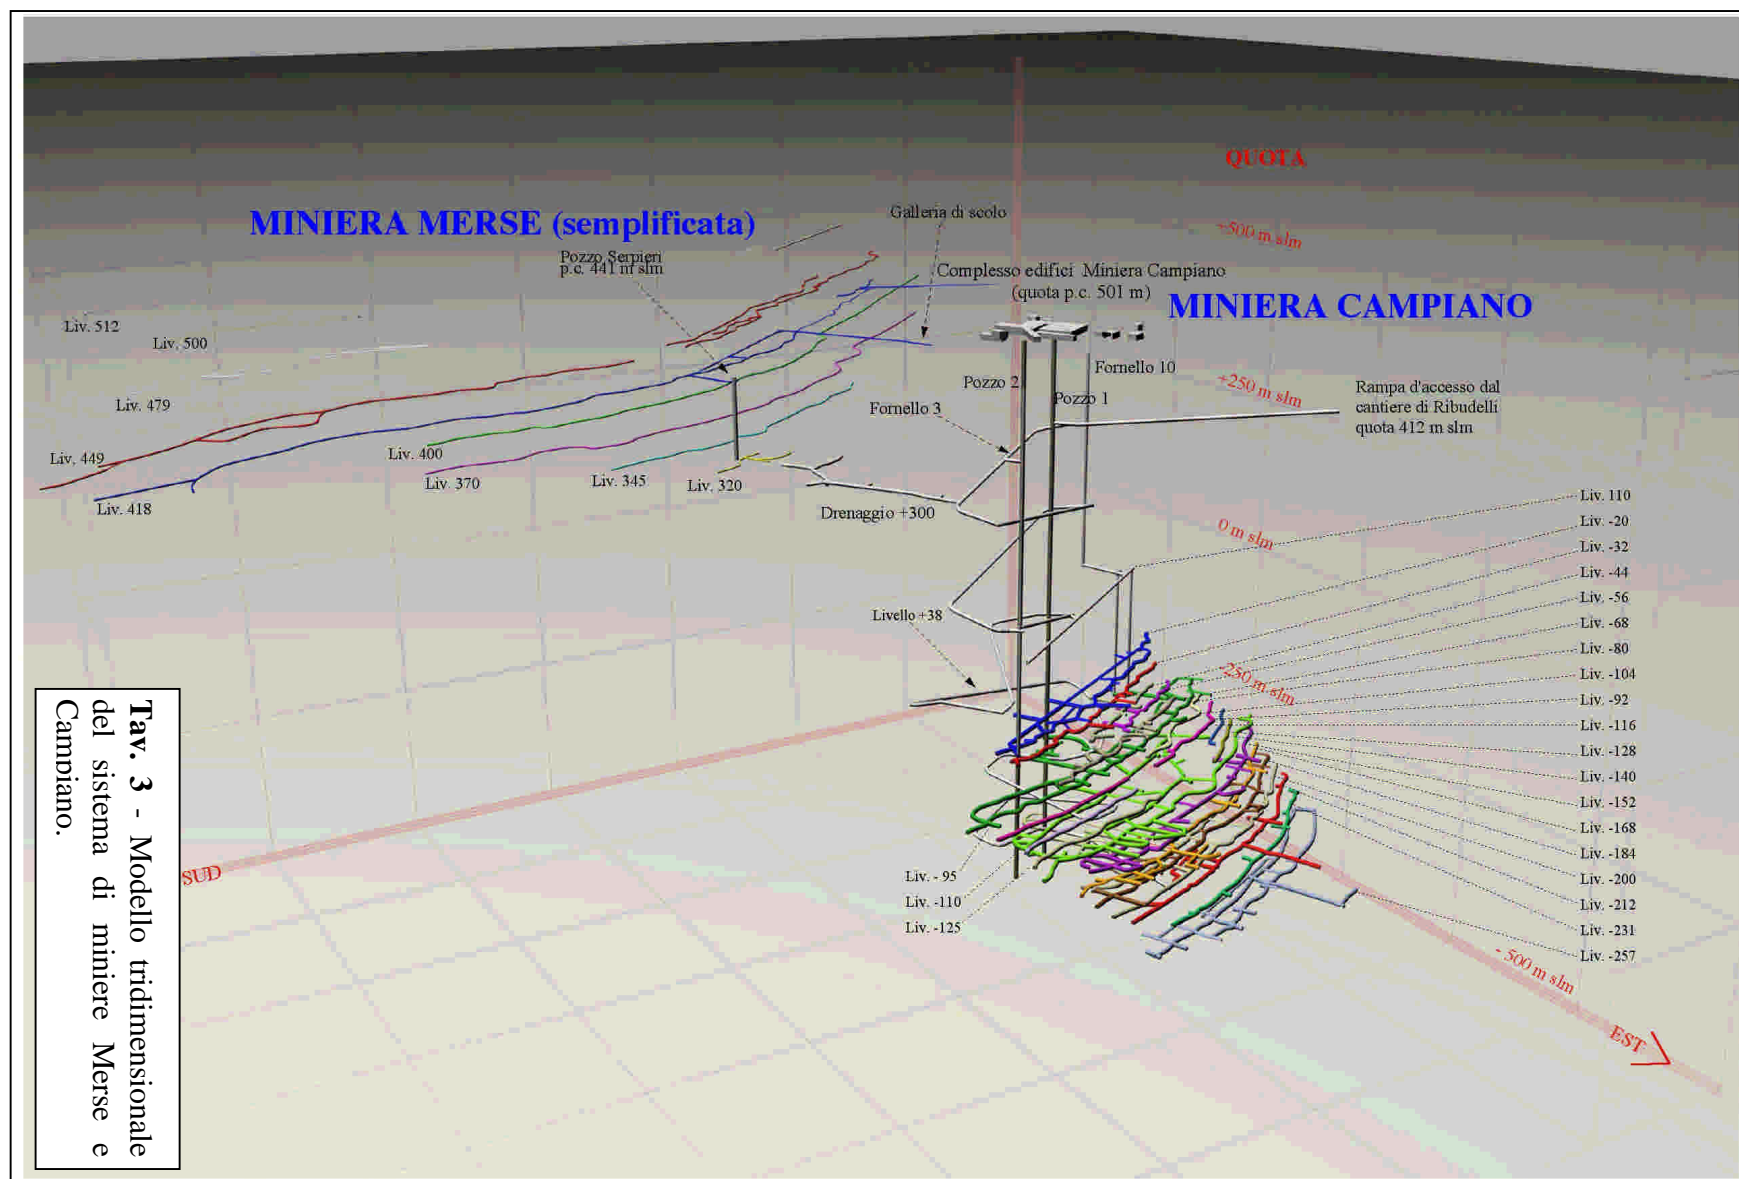 QUOTA
MINIERA MERSE (semplificata)
Galleria di scolo
+500 m slm
Pozzo Serpieri
p.c. 441 m slm
Complesso edifici Miniera Campiano
(quota p.c. 501 m)
MINIERA CAMPIANO
Liv. 512
Liv. 500
Liv. 479
Liv. 449
Liv. 418
Liv. 400
Liv. 370
Liv. 345
Liv. 320
Pozzo 2
Fornello 10
Pozzo 1
Fornello 3
+250 m slm
Rampa d'accesso dal
cantiere di Ribudelli
quota 412 m slm
Drenaggio +300
0 m slm
Livello +38
-250 m slm
Liv. 110
Liv. -20
Liv. -32
Liv. -44
Liv. -56
Liv. -68
Liv. -80
Liv. -104
Liv. -92
Liv. -116
Liv. -128
Liv. -140
Liv. -152
Liv. -168
Liv. -184
Liv. -200
Liv. -212
Liv. -231
Liv. -257
Liv. - 95
Liv. -110
Liv. -125
- 500 m slm
SUD
EST
Tav. 3 - Modello tridimensionale
del sistema di miniere Merse e
Campiano.